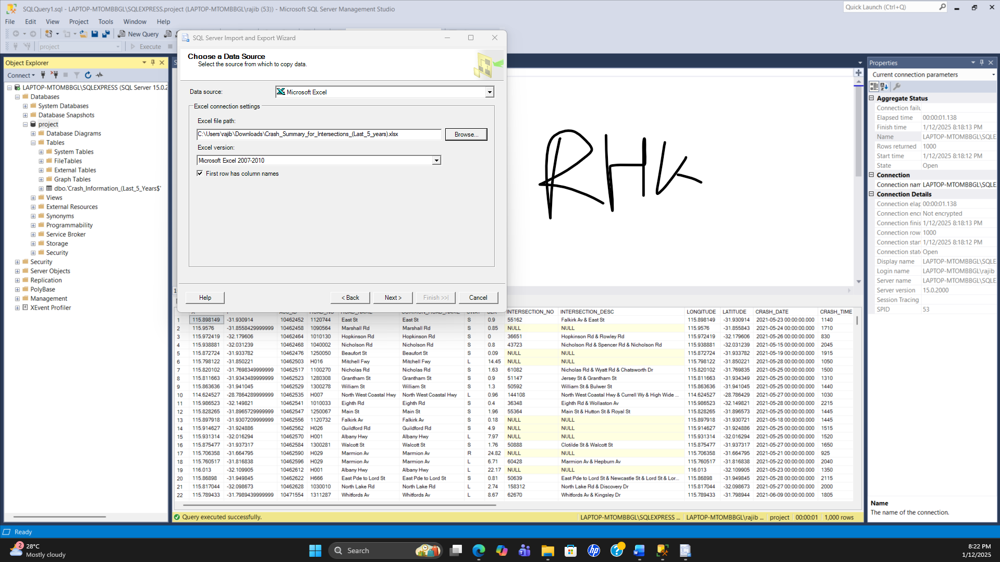 SQLQuery1.sql - LAPTOP-MTOMBBGL\SQLEXPRESS.project (LAPTOP-MTOMBBGL\rajib (53)) - Microsoft SQL Server Management Studio
Quick Launch (Ctrl+Q)
File Edit View Project Tools Window Help
New Query
project
Execute
Object Explorer
Connect
LAPTOP-MTOMBBGL\SQLEXPRESS (SQL Server 15.0.2
Databases
System Databases
Database Snapshots
project
Database Diagrams
Tables
System Tables
FileTables
External Tables
Graph Tables
dbo.'Crash_Information_(Last_5_Years$'
Views
External Resources
Synonyms
Programmability
Service Broker
Storage
Security
Security
Server Objects
Replication
PolyBase
Management
XEvent Profiler
SQL Server Import and Export Wizard
Choose a Data Source
Select the source from which to copy data.
Data source: Microsoft Excel
Excel connection settings
Excel file path:
C:\Users\rajib\Downloads\Crash_Summary_for_Intersections_(Last_5_years).xlsx Browse...
Excel version:
Microsoft Excel 2007-2010
First row has column names
Help < Back Next > Finish >>| Cancel
RHK
INTERSECTION_NO INTERSECTION_DESC LONGITUDE LATITUDE CRASH_DATE CRASH_TIME
1 115.898149 -31.930914 10462452 1120744 East St East St S 0.9 55162 Falkirk Av & East St 115.898149 -31.930914 2021-05-23 00:00:00.000 1140
2 115.9576 -31.8558429999999 10462458 1090564 Marshall Rd Marshall Rd S 0.85 NULL NULL 115.9576 -31.855843 2021-05-24 00:00:00.000 1710
3 115.972419 -32.179606 10462464 1010130 Hopkinson Rd Hopkinson Rd S 0 36651 Hopkinson Rd & Rowley Rd 115.972419 -32.179606 2021-05-26 00:00:00.000 830
4 115.938881 -32.031239 10462468 1040002 Nicholson Rd Nicholson Rd S 0.8 43723 Nicholson Rd & Spencer Rd & Nicholson Rd 115.938881 -32.031239 2021-05-15 00:00:00.000 2045
5 115.872724 -31.933782 10462476 1250050 Beaufort St Beaufort St S 0.09 NULL NULL 115.872724 -31.933782 2021-05-19 00:00:00.000 1915
6 115.798122 -31.850221 10462503 H016 Mitchell Fwy Mitchell Fwy L 14.45 NULL NULL 115.798122 -31.850221 2021-05-28 00:00:00.000 1050
7 115.820102 -31.7698349999999 10462517 1100270 Nicholas Rd Nicholas Rd S 1.63 61082 Nicholas Rd & Wyatt Rd & Chatsworth Dr 115.820102 -31.769835 2021-05-25 00:00:00.000 1500
8 115.811663 -31.9343489999999 10462523 1280308 Grantham St Grantham St S 0.9 51147 Jersey St & Grantham St 115.811663 -31.934349 2021-05-25 00:00:00.000 1310
9 115.863636 -31.941045 10462529 1300278 William St William St S 1.3 50592 William St & Bulwer St 115.863636 -31.941045 2021-05-25 00:00:00.000 1440
10 114.624527 -28.7864289999999 10462535 H007 North West Coastal Hwy North West Coastal Hwy L 0.96 144108 North West Coastal Hwy & Currell Wy & High Wide ... 114.624527 -28.786429 2021-05-27 00:00:00.000 1030
11 115.986523 -32.149821 10462541 1010033 Eighth Rd Eighth Rd S 0.4 36348 Eighth Rd & Wollaston Av 115.986523 -32.149821 2021-05-28 00:00:00.000 2215
12 115.828265 -31.8965729999999 10462547 1250067 Main St Main St S 1.96 55364 Main St & Hutton St & Royal St 115.828265 -31.896573 2021-05-25 00:00:00.000 1445
13 115.897918 -31.9307209999999 10462556 1120732 Falkirk Av Falkirk Av S 0.18 NULL NULL 115.897918 -31.930721 2021-05-18 00:00:00.000 1445
14 115.914627 -31.924886 10462562 H026 Guildford Rd Guildford Rd S 4.9 NULL NULL 115.914627 -31.924886 2021-05-25 00:00:00.000 1515
15 115.931314 -32.016294 10462570 H001 Albany Hwy Albany Hwy L 7.97 NULL NULL 115.931314 -32.016294 2021-05-25 00:00:00.000 1520
16 115.875477 -31.937317 10462584 1300281 Walcott St Walcott St S 1.76 50888 Clotilde St & Walcott St 115.875477 -31.937317 2021-05-27 00:00:00.000 1650
17 115.706358 -31.664795 10462590 H029 Marmion Av Marmion Av R 24.82 NULL NULL 115.706358 -31.664795 2021-05-21 00:00:00.000 925
18 115.760517 -31.816838 10462596 H029 Marmion Av Marmion Av L 6.71 60428 Marmion Av & Hepburn Av 115.760517 -31.816838 2021-05-22 00:00:00.000 2040
19 116.013 -32.109905 10462612 H001 Albany Hwy Albany Hwy L 22.17 NULL NULL 116.013 -32.109905 2021-05-23 00:00:00.000 1350
20 115.86898 -31.949845 10462622 H666 East Pde to Lord St East Pde to Lord St S 0.81 50639 East Pde to Lord St & Newcastle St & Lord St & Lor... 115.86898 -31.949845 2021-05-28 00:00:00.000 2115
21 115.817044 -32.098673 10462628 1030010 North Lake Rd North Lake Rd L 2.74 158312 North Lake Rd & Discovery Dr 115.817044 -32.098673 2021-05-27 00:00:00.000 2000
22 115.789433 -31.7989439999999 10471554 1311287 Whitfords Av Whitfords Av L 8.67 62670 Whitfords Av & Kingsley Dr 115.789433 -31.798944 2021-06-09 00:00:00.000 1805
Query executed successfully. LAPTOP-MTOMBBGL\SQLEXPRESS ... LAPTOP-MTOMBBGL\rajib ... project 00:00:01 1,000 rows
Properties
Current connection parameters
Aggregate Status
Connection failu
Elapsed time 00:00:01.138
Finish time 1/12/2025 8:18:13 PM
Name LAPTOP-MTOMBBGL\SQLE
Rows returned 1000
Start time 1/12/2025 8:18:12 PM
State Open
Connection
Connection nam LAPTOP-MTOMBBGL\SQLE
Connection Details
Connection elap 00:00:01.138
Connection encr Not encrypted
Connection finis 1/12/2025 8:18:13 PM
Connection row 1000
Connection star 1/12/2025 8:18:12 PM
Connection stat Open
Display name LAPTOP-MTOMBBGL\SQLE
Login name LAPTOP-MTOMBBGL\rajib
Server name LAPTOP-MTOMBBGL\SQLE
Server version 15.0.2000
Session Tracing
SPID 53
Name
The name of the connection.
Ready
2
28°C
Mostly cloudy
Search
8:22 PM
1/12/2025